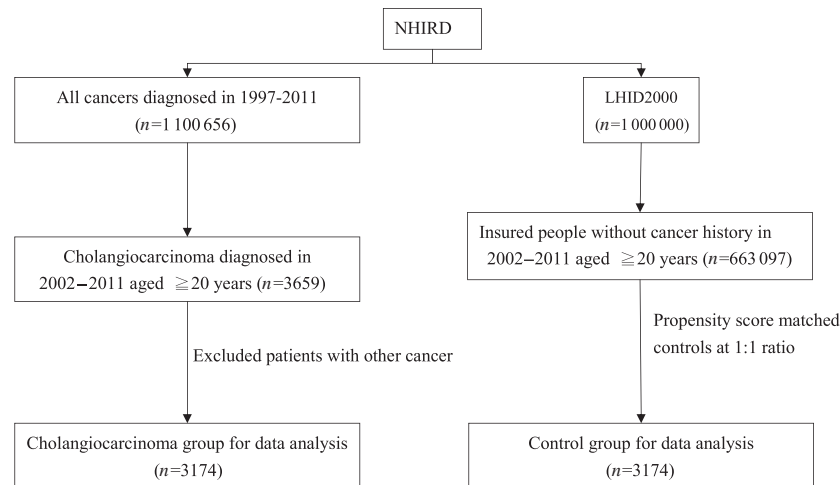 NHIRD
All cancers diagnosed in 1997-2011
(n=1 100 656)
LHID2000
(n=1 000 000)
Cholangiocarcinoma diagnosed in
2002–2011 aged ≧20 years (n=3659)
Insured people without cancer history in
2002–2011 aged ≧20 years (n=663 097)
Excluded patients with other cancer
Propensity score matched
controls at 1:1 ratio
Cholangiocarcinoma group for data analysis
(n=3174)
Control group for data analysis
(n=3174)